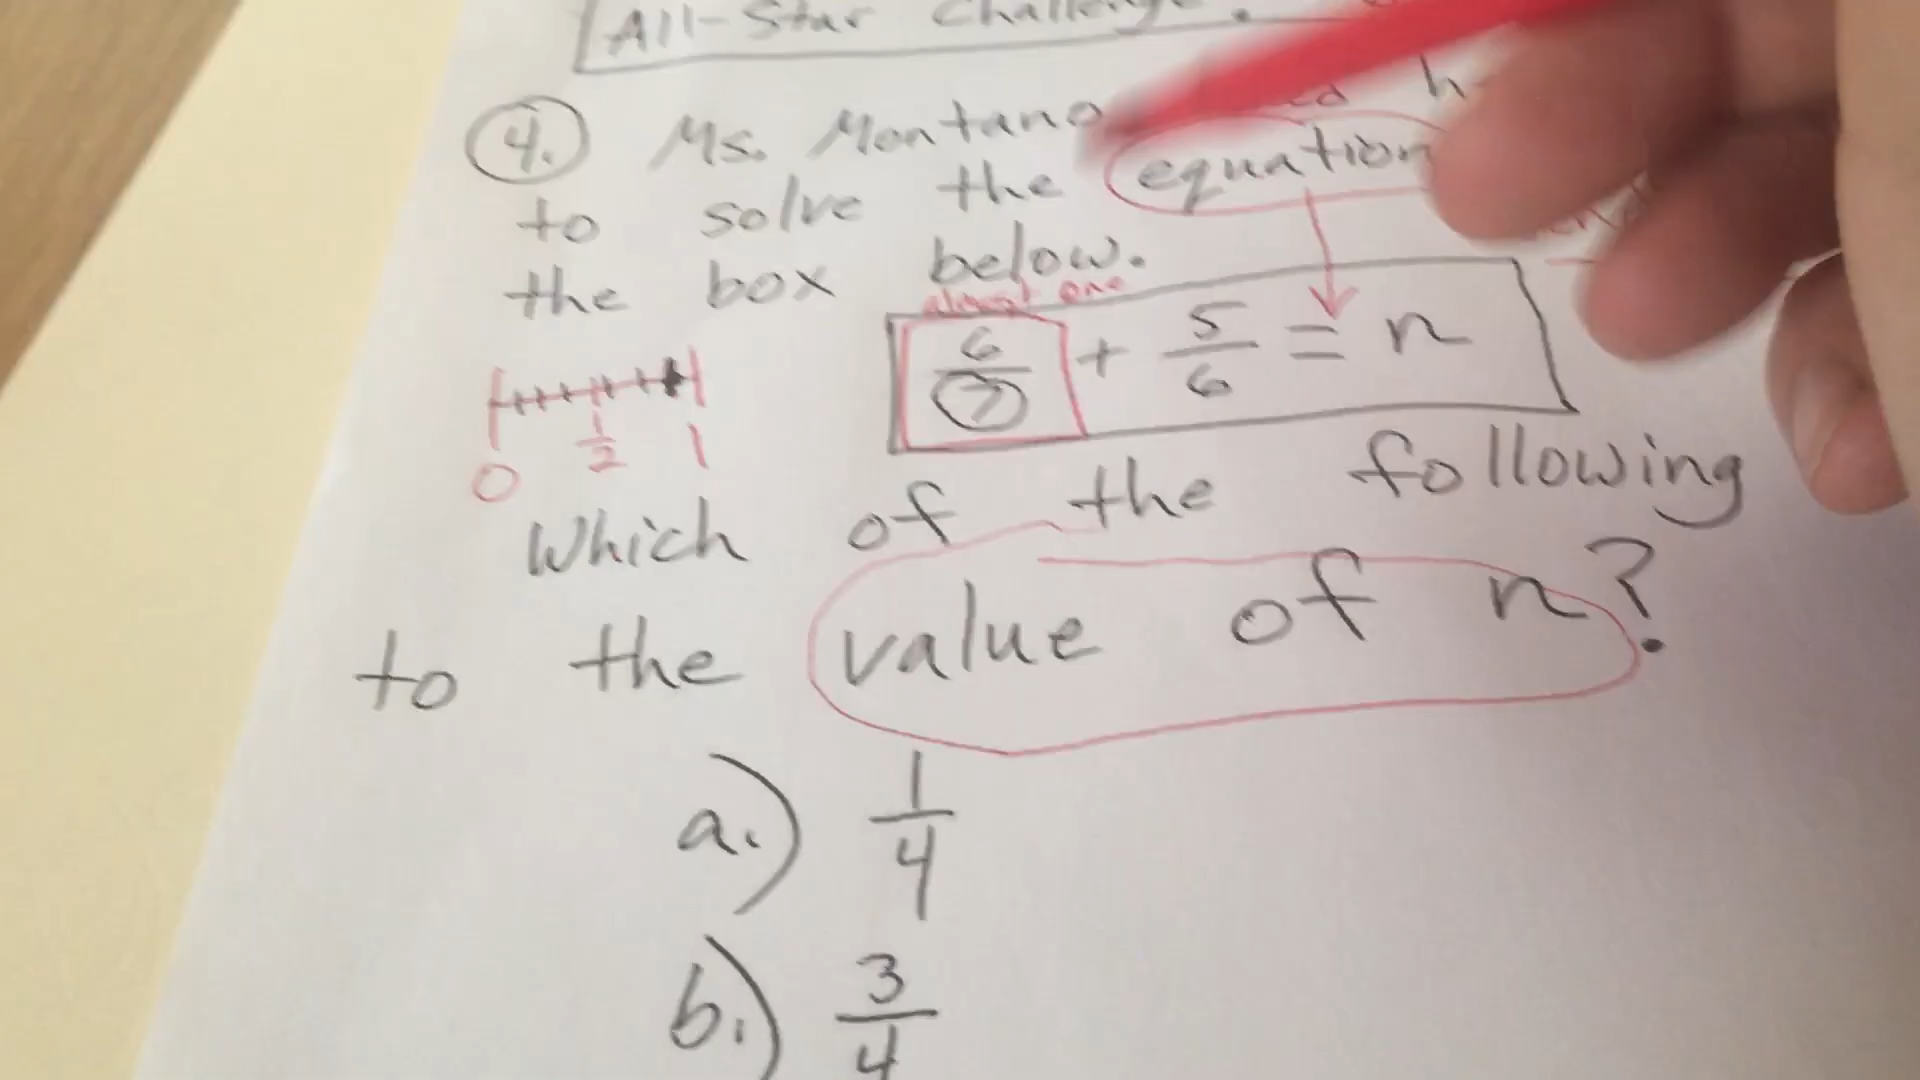 All-Star Challenge.
4. Ms. Montano
to solve the equation
the box below.
almost one
6/7 + 5/6 = n
0 1/2 1
Which of the following
to the value of n?
a.) 1/4
b.) 3/4